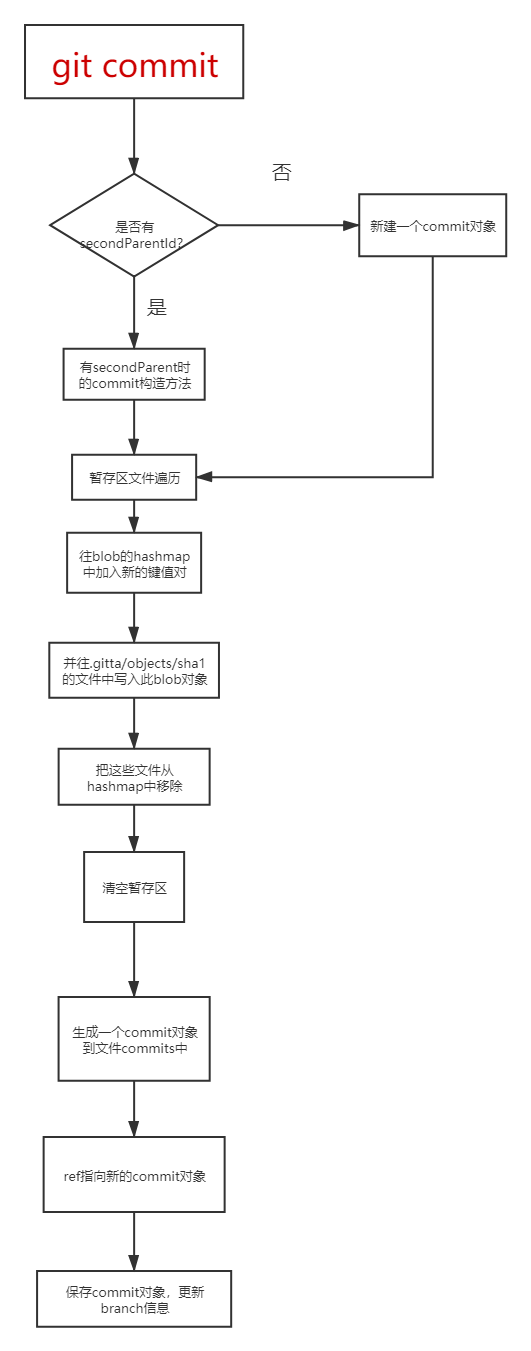 git commit
否
是否有
secondParentId？
新建一个commit对象
是
有secondParent时
的commit构造方法
暂存区文件遍历
往blob的hashmap
中加入新的键值对
并往.gitta/objects/sha1
的文件中写入此blob对象
把这些文件从
hashmap中移除
清空暂存区
生成一个commit对象
到文件commits中
ref指向新的commit对象
保存commit对象，更新
branch信息